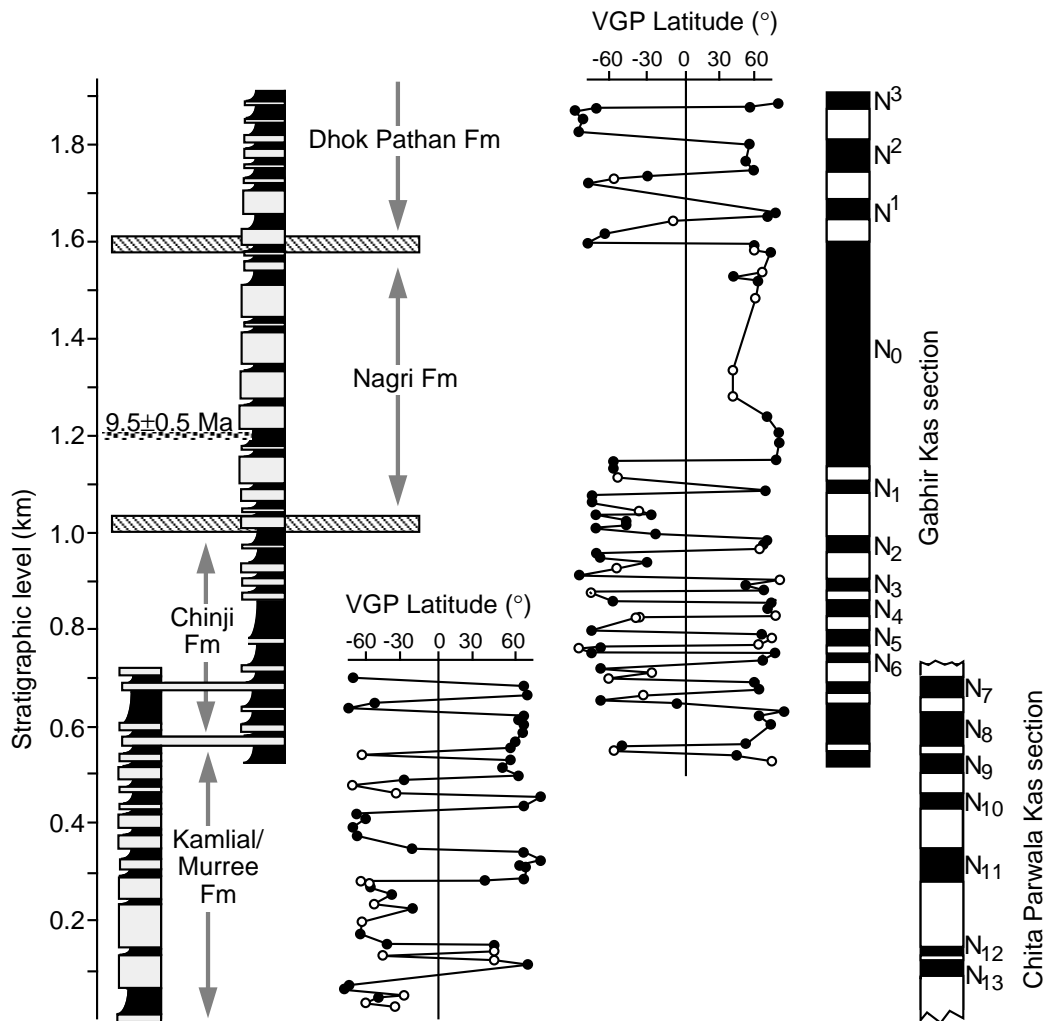 VGP Latitude (°)
-60 -30 0 30 60
N3
1.8
Dhok Pathan Fm
N2
N1
1.6
1.4
Nagri Fm
N0
9.5±0.5 Ma
1.2
N1
1.0
N2
N3
Chinji
Fm
VGP Latitude (°)
N4
0.8
-60 -30 0 30 60
N5
N6
N7
0.6
N8
N9
N10
0.4
Kamlial/
Murree
Fm
N11
0.2
N12
N13
Stratigraphic level (km)
Gabhir Kas section
Chita Parwala Kas section